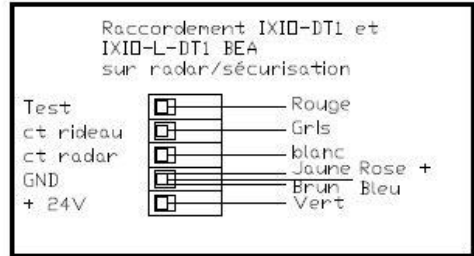 Raccordement IXIO-DT1 et
IXIO-L-DT1 BEA
sur radar/sécurisation
Test Rouge
ct rideau Gris
ct radar blanc
GND Jaune Rose +
Brun Bleu
+ 24V Vert